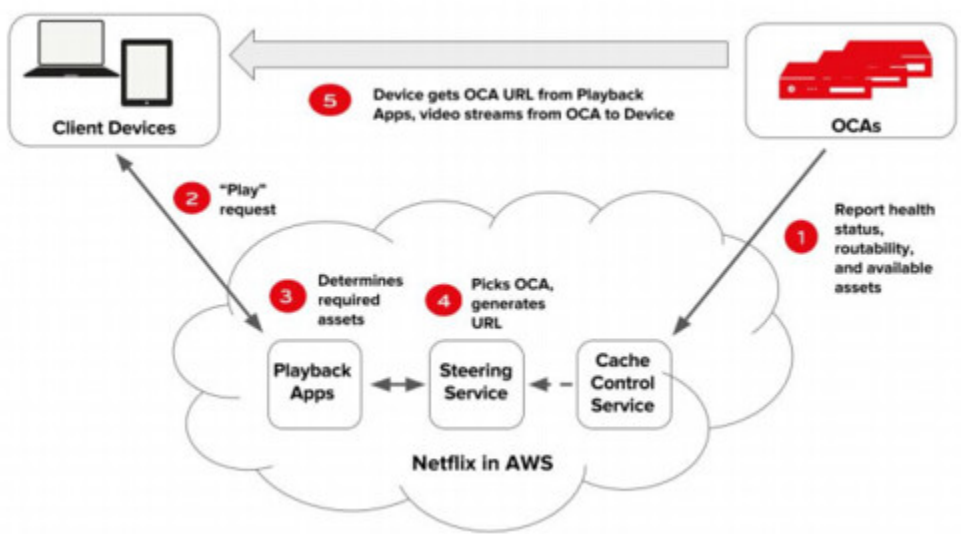 Client Devices
OCAs
5
Device gets OCA URL from Playback
Apps, video streams from OCA to Device
2
"Play"
request
1
Report health
status,
routability,
and available
assets
3
Determines
required
assets
4
Picks OCA,
generates
URL
Playback
Apps
Steering
Service
Cache
Control
Service
Netflix in AWS